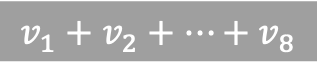 v₁ + v₂ + ⋯ + v₈